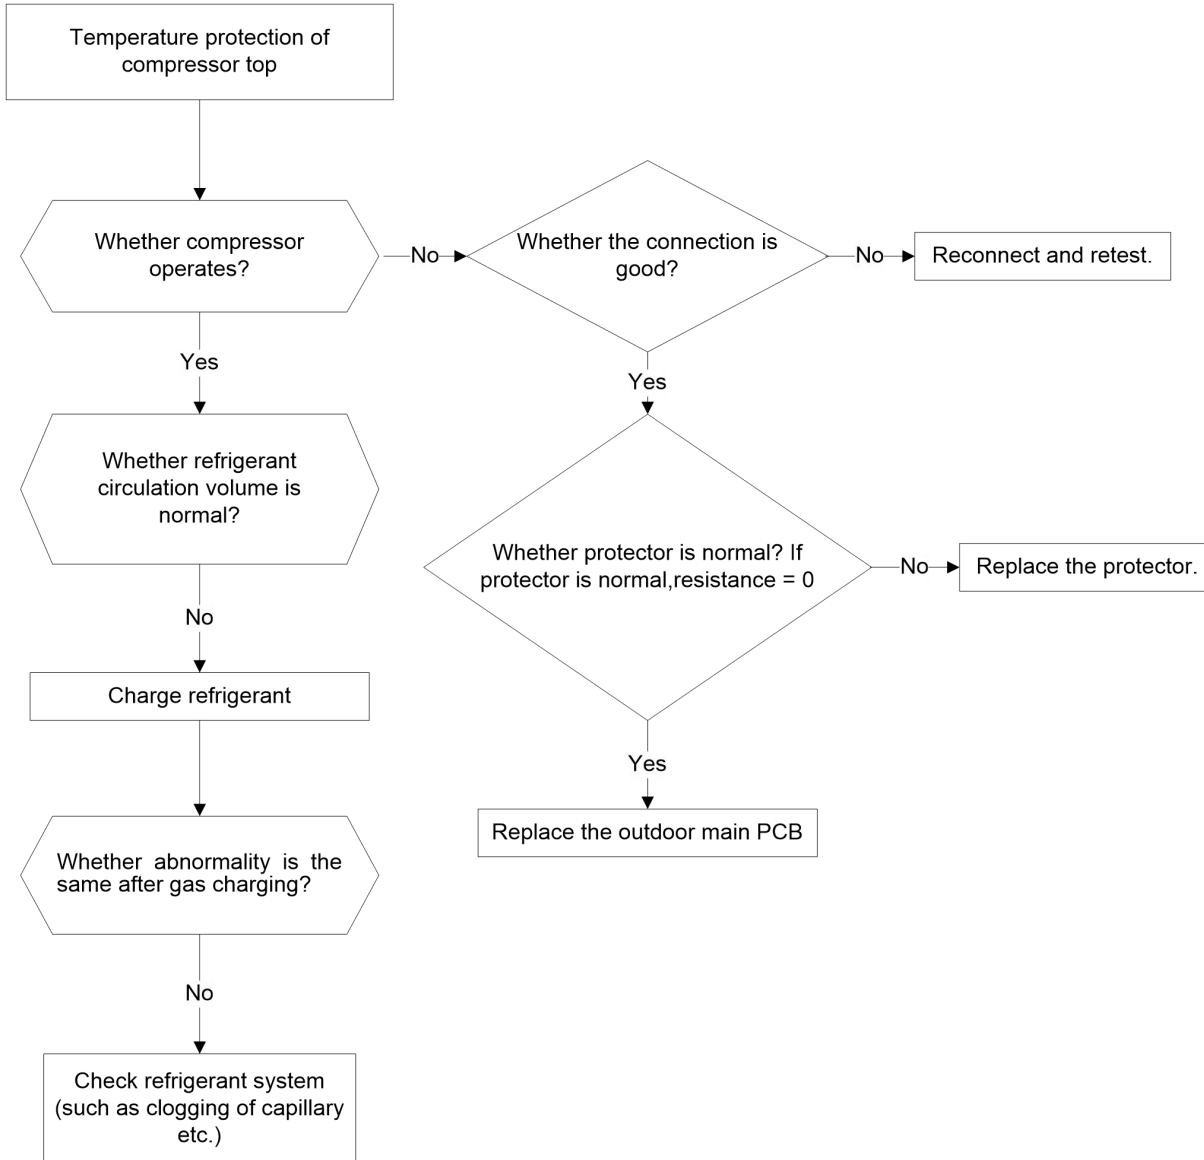 Temperature protection of
compressor top
Whether compressor
operates?
No
Whether the connection is
good?
No
Reconnect and retest.
Yes
Yes
Whether refrigerant
circulation volume is
normal?
Whether protector is normal? If
protector is normal,resistance = 0
No
Replace the protector.
No
Charge refrigerant
Yes
Replace the outdoor main PCB
Whether abnormality is the
same after gas charging?
No
Check refrigerant system
(such as clogging of capillary
etc.)